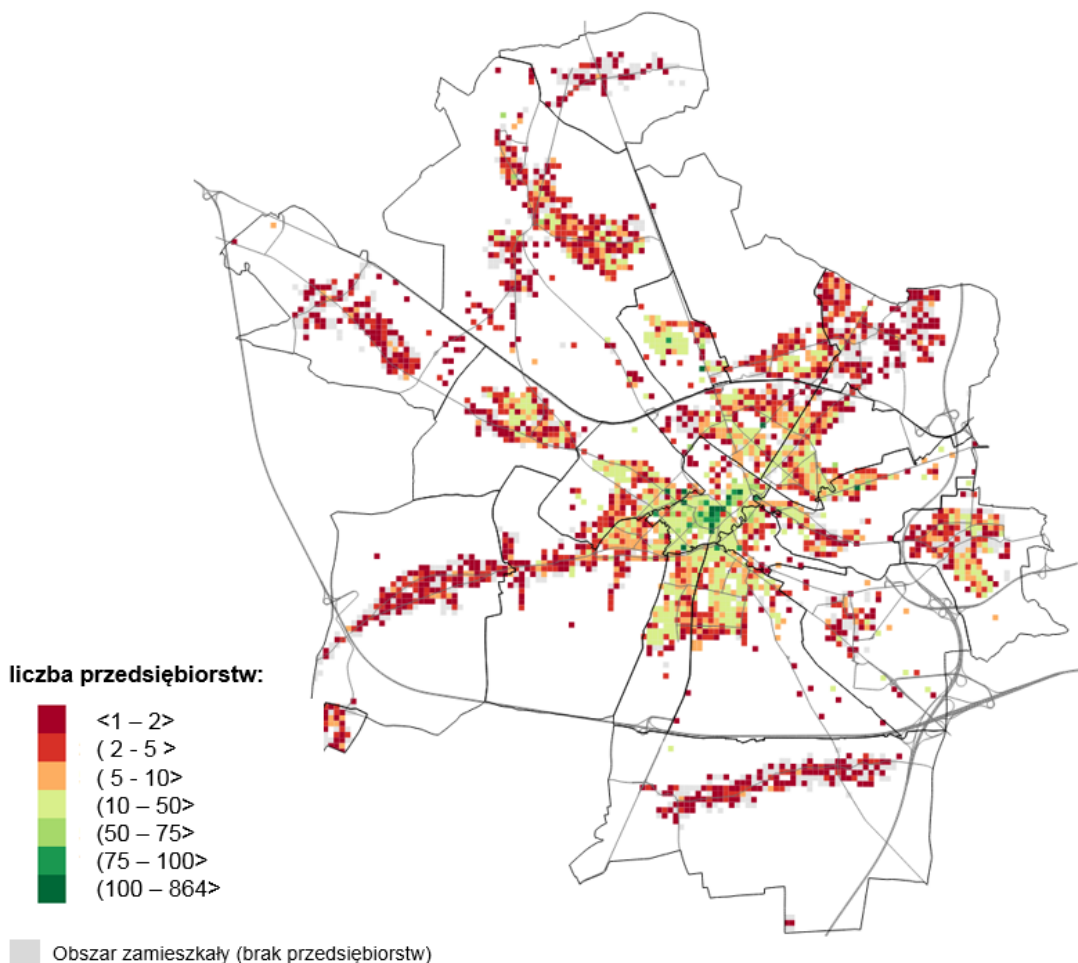 liczba przedsiębiorstw:
<1 – 2>
( 2 - 5 >
( 5 - 10>
(10 – 50>
(50 – 75>
(75 – 100>
(100 – 864>
Obszar zamieszkały (brak przedsiębiorstw)